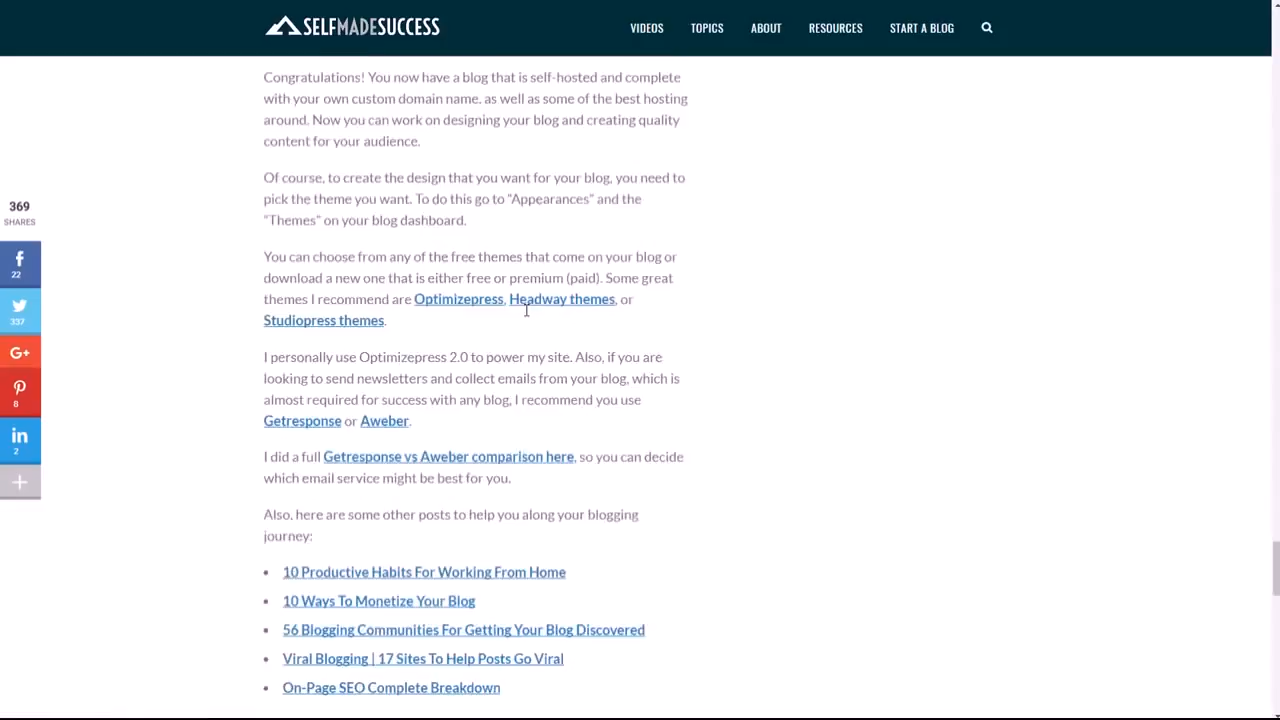 SELFMADESUCCESS
VIDEOS TOPICS ABOUT RESOURCES START A BLOG
Congratulations! You now have a blog that is self-hosted and complete
with your own custom domain name. as well as some of the best hosting
around. Now you can work on designing your blog and creating quality
content for your audience.
Of course, to create the design that you want for your blog, you need to
pick the theme you want. To do this go to "Appearances" and the
"Themes" on your blog dashboard.
You can choose from any of the free themes that come on your blog or
download a new one that is either free or premium (paid). Some great
themes I recommend are Optimizepress, Headway themes, or
Studiopress themes.
I personally use Optimizepress 2.0 to power my site. Also, if you are
looking to send newsletters and collect emails from your blog, which is
almost required for success with any blog, I recommend you use
Getresponse or Aweber.
I did a full Getresponse vs Aweber comparison here, so you can decide
which email service might be best for you.
Also, here are some other posts to help you along your blogging
journey:
• 10 Productive Habits For Working From Home
• 10 Ways To Monetize Your Blog
• 56 Blogging Communities For Getting Your Blog Discovered
• Viral Blogging | 17 Sites To Help Posts Go Viral
• On-Page SEO Complete Breakdown
369
SHARES
f
22
337
G+
8
in
2
+